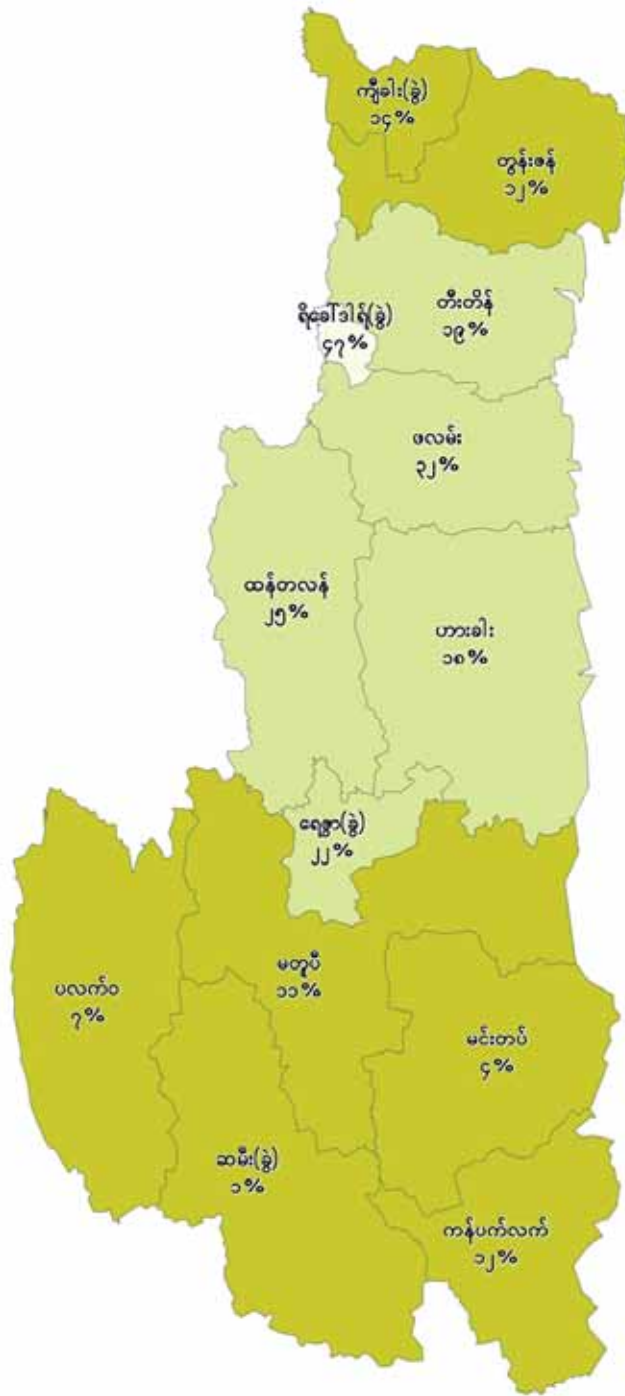 ကျီခါး(ခွဲ)
၁၄%
တွန်းဇန်
၁၂%
ရိခေါ်ဒါရ်(ခွဲ)
၄၇%
တီးတိန်
၁၉%
ဖလမ်း
၃၂%
ထန်တလန်
၂၅%
ဟားခါး
၁၈%
ရေဇွာ(ခွဲ)
၂၂%
မတူပီ
၁၁%
ပလက်ဝ
၇%
မင်းတပ်
၄%
ဆမီး(ခွဲ)
၁%
ကန်ပက်လက်
၁၂%